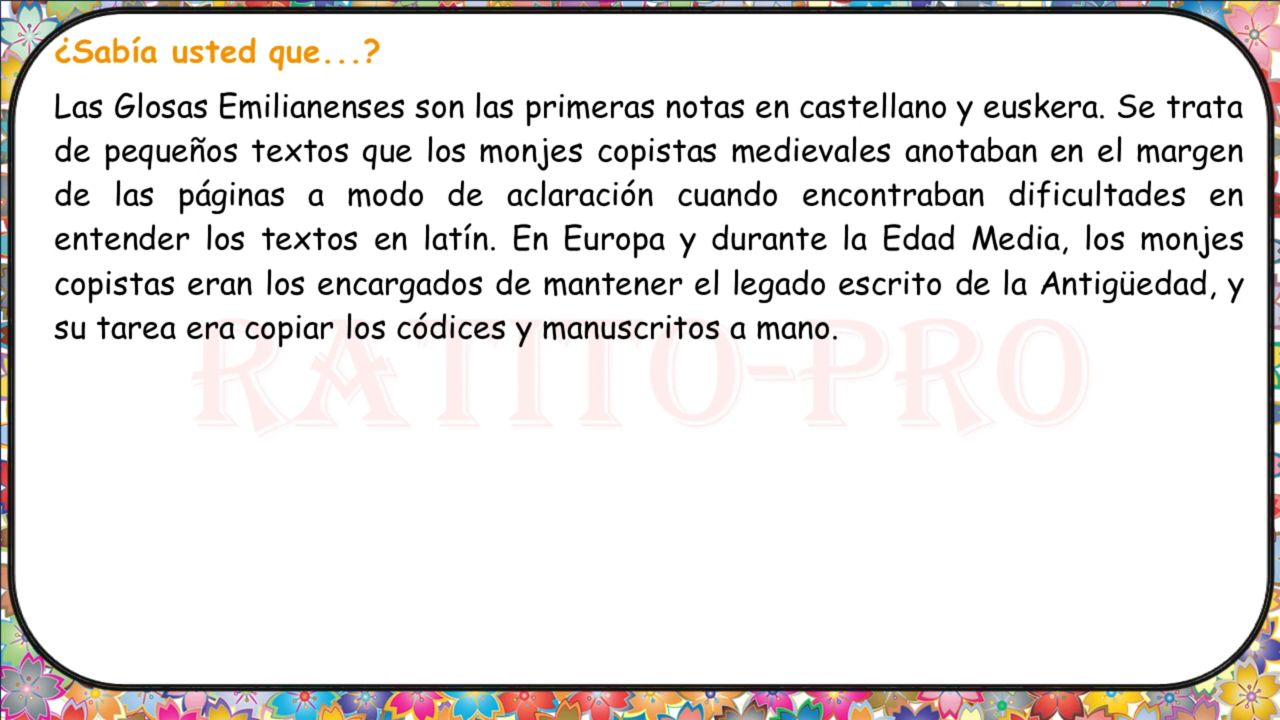 ¿Sabía usted que...?
Las Glosas Emilianenses son las primeras notas en castellano y euskera. Se trata
de pequeños textos que los monjes copistas medievales anotaban en el margen
de las páginas a modo de aclaración cuando encontraban dificultades en
entender los textos en latín. En Europa y durante la Edad Media, los monjes
copistas eran los encargados de mantener el legado escrito de la Antigüedad, y
su tarea era copiar los códices y manuscritos a mano.
RATITO-PRO